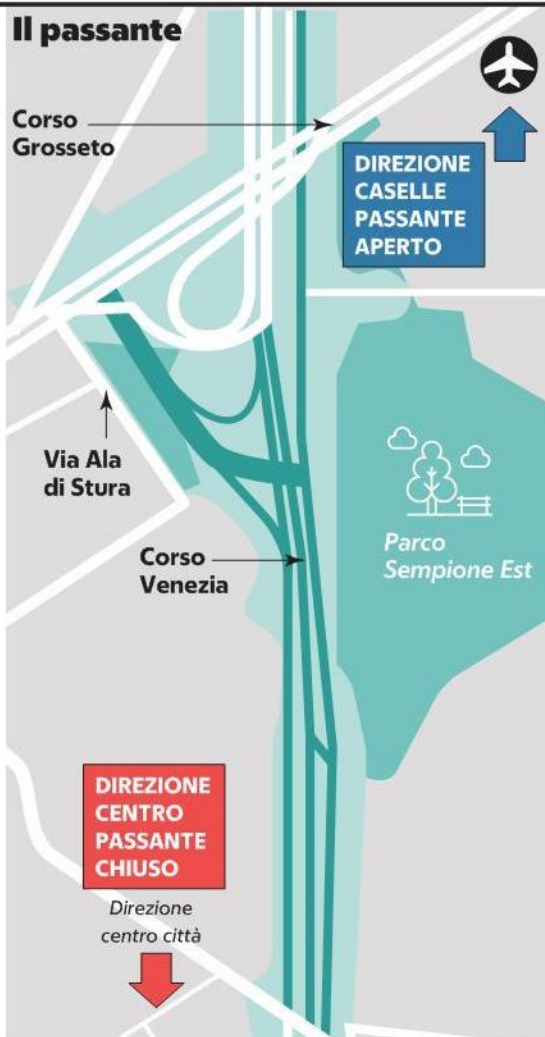 Il passante
Corso
Grosseto
DIREZIONE
CASELLE
PASSANTE
APERTO
Via Ala
di Stura
Parco
Sempione Est
Corso
Venezia
DIREZIONE
CENTRO
PASSANTE
CHIUSO
Direzione
centro città